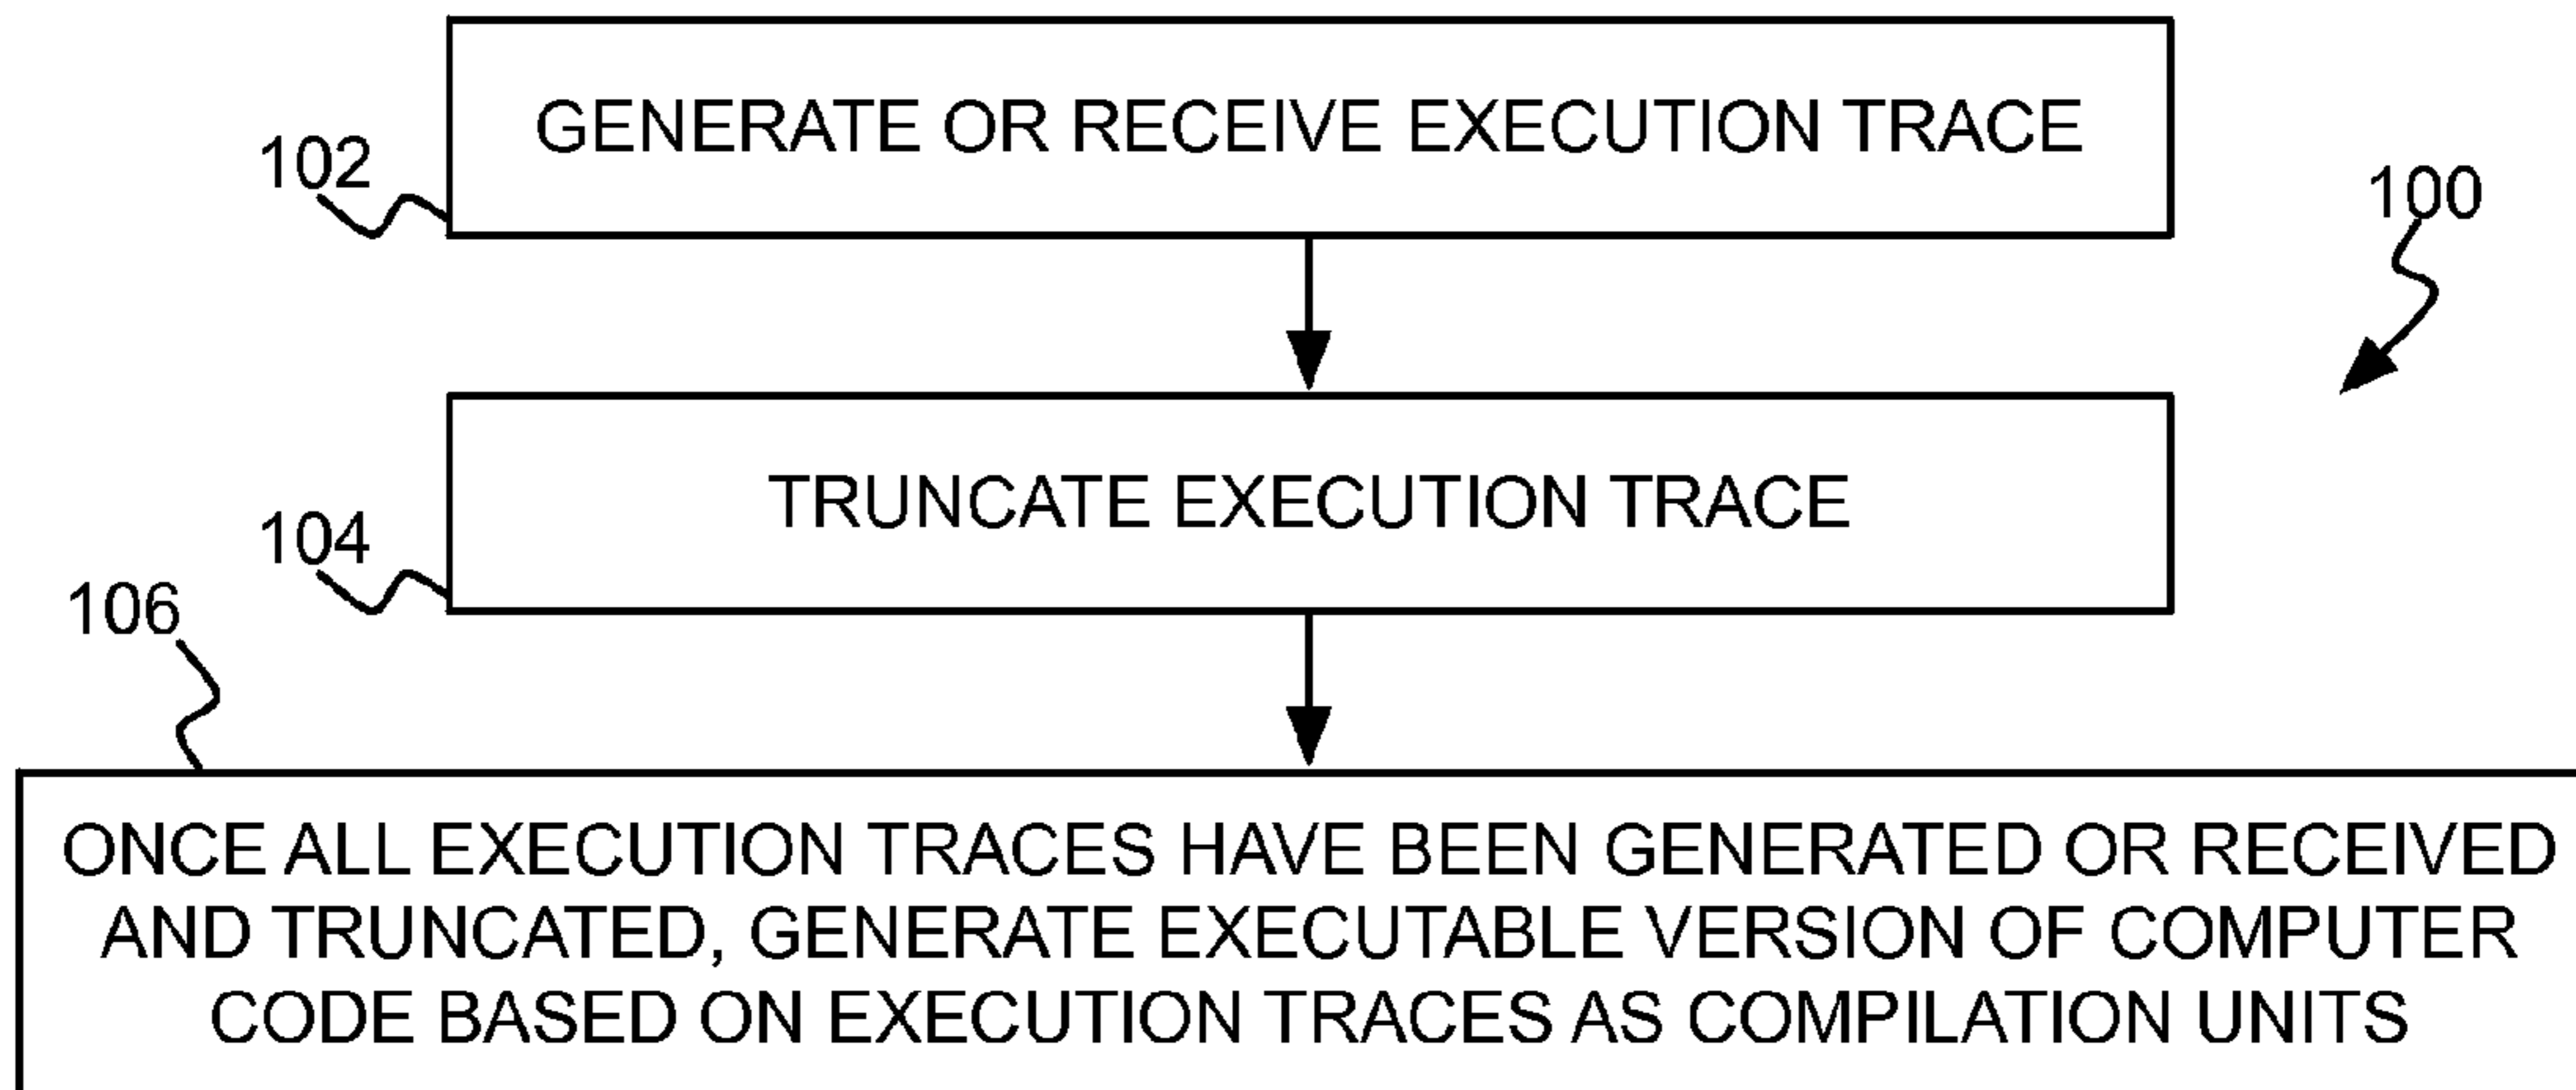 GENERATE OR RECEIVE EXECUTION TRACE
102
100
TRUNCATE EXECUTION TRACE
104
106
ONCE ALL EXECUTION TRACES HAVE BEEN GENERATED OR RECEIVED
AND TRUNCATED, GENERATE EXECUTABLE VERSION OF COMPUTER
CODE BASED ON EXECUTION TRACES AS COMPILATION UNITS